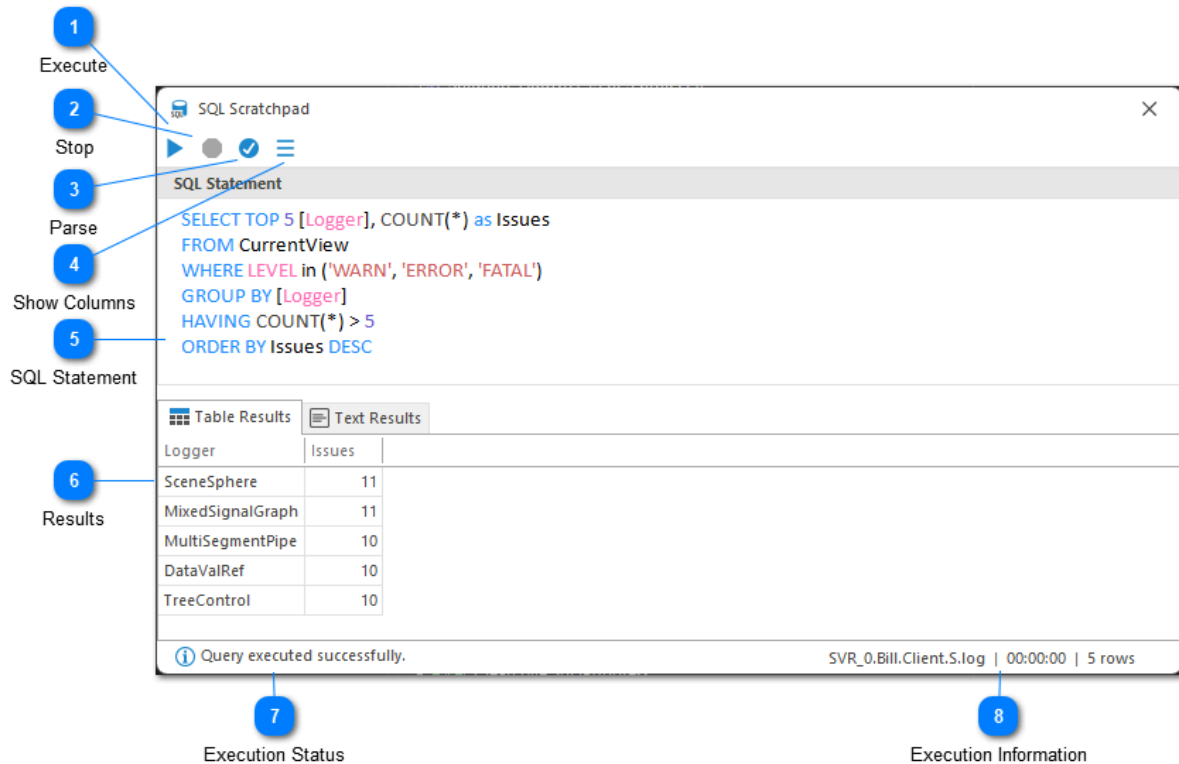 1
Execute
2
Stop
3
Parse
4
Show Columns
5
SQL Statement
6
Results
SQL SQL Scratchpad
SQL Statement
SELECT TOP 5 [Logger], COUNT(*) as Issues
FROM CurrentView
WHERE LEVEL in ('WARN', 'ERROR', 'FATAL')
GROUP BY [Logger]
HAVING COUNT(*) > 5
ORDER BY Issues DESC
Table Results Text Results
Logger Issues
SceneSphere 11
MixedSignalGraph 11
MultiSegmentPipe 10
DataValRef 10
TreeControl 10
Query executed successfully. SVR_0.Bill.Client.S.log | 00:00:00 | 5 rows
7
Execution Status
8
Execution Information